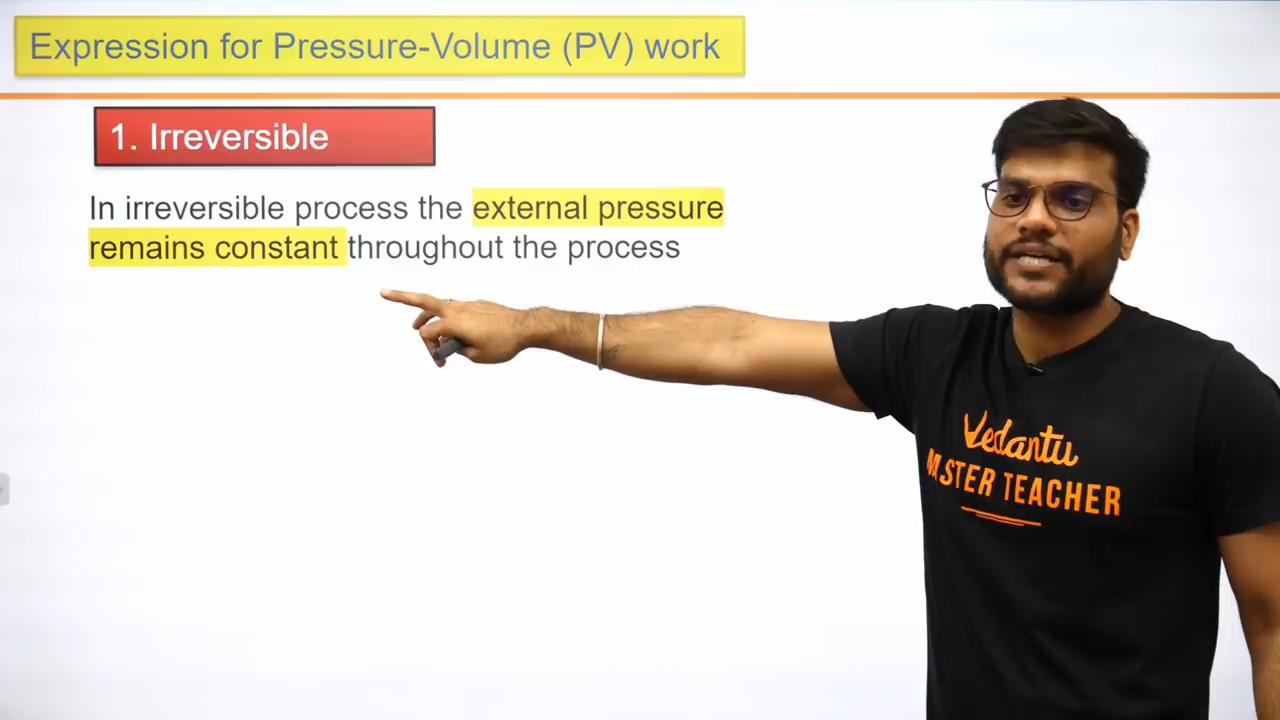 Expression for Pressure-Volume (PV) work
1. Irreversible
In irreversible process the external pressure
remains constant throughout the process
Vedantu
MASTER TEACHER